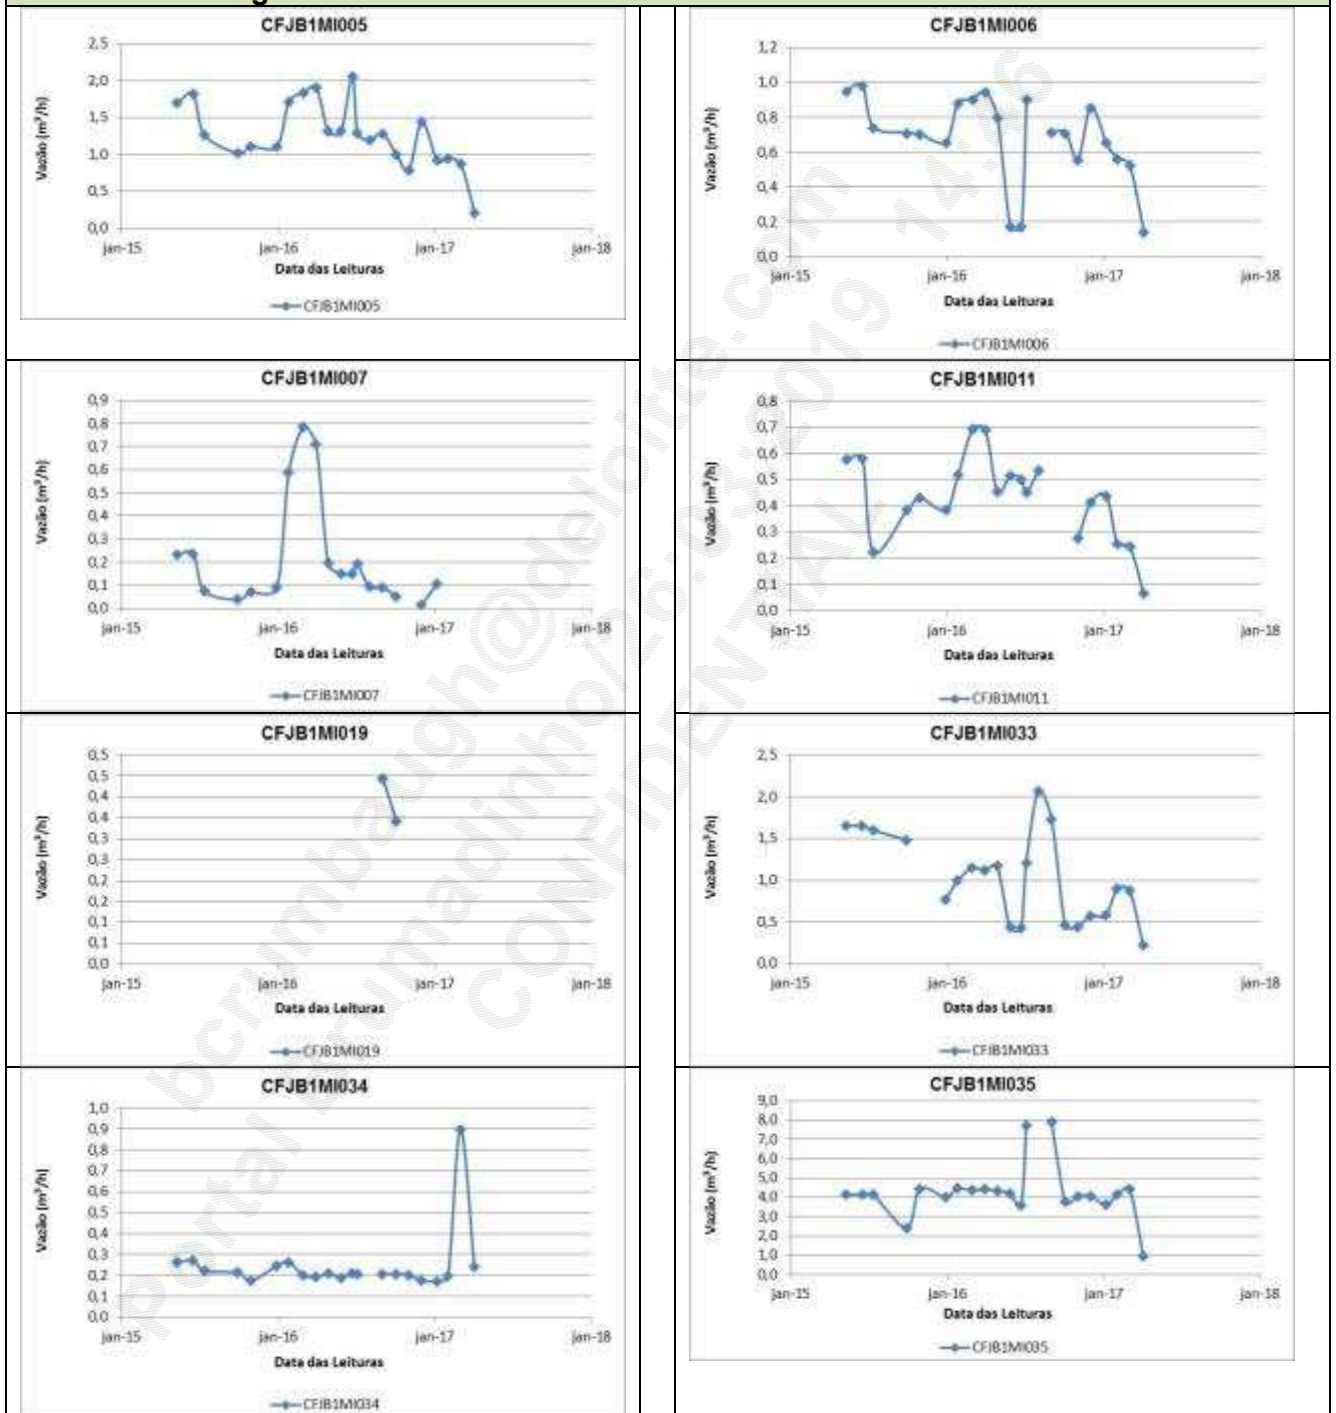 CFJB1MI005
2,5
2,0
1,5
1,0
0,5
0,0
Vazão (m³/h)
jan-15 jan-16 jan-17 jan-18
Data das Leituras
CFJB1MI005
CFJB1MI006
1,2
1,0
0,8
0,6
0,4
0,2
0,0
Vazão (m³/h)
jan-15 jan-16 jan-17 jan-18
Data das Leituras
CFJB1MI006
CFJB1MI007
0,9
0,8
0,7
0,6
0,5
0,4
0,3
0,2
0,1
0,0
Vazão (m³/h)
jan-15 jan-16 jan-17 jan-18
Data das Leituras
CFJB1MI007
CFJB1MI011
0,8
0,7
0,6
0,5
0,4
0,3
0,2
0,1
0,0
Vazão (m³/h)
jan-15 jan-16 jan-17 jan-18
Data das Leituras
CFJB1MI011
CFJB1MI019
0,5
0,5
0,4
0,4
0,3
0,3
0,2
0,2
0,1
0,1
0,0
Vazão (m³/h)
jan-15 jan-16 jan-17 jan-18
Data das Leituras
CFJB1MI019
CFJB1MI033
2,5
2,0
1,5
1,0
0,5
0,0
Vazão (m³/h)
jan-15 jan-16 jan-17 jan-18
Data das Leituras
CFJB1MI033
CFJB1MI034
1,0
0,9
0,8
0,7
0,6
0,5
0,4
0,3
0,2
0,1
0,0
Vazão (m³/h)
jan-15 jan-16 jan-17 jan-18
Data das Leituras
CFJB1MI034
CFJB1MI035
9,0
8,0
7,0
6,0
5,0
4,0
3,0
2,0
1,0
0,0
Vazão (m³/h)
jan-15 jan-16 jan-17 jan-18
Data das Leituras
CFJB1MI035
bcrumbaugh@deloitte.com
Portal Brumadinho/26.03.2019 14:46
CONFIDENTIAL